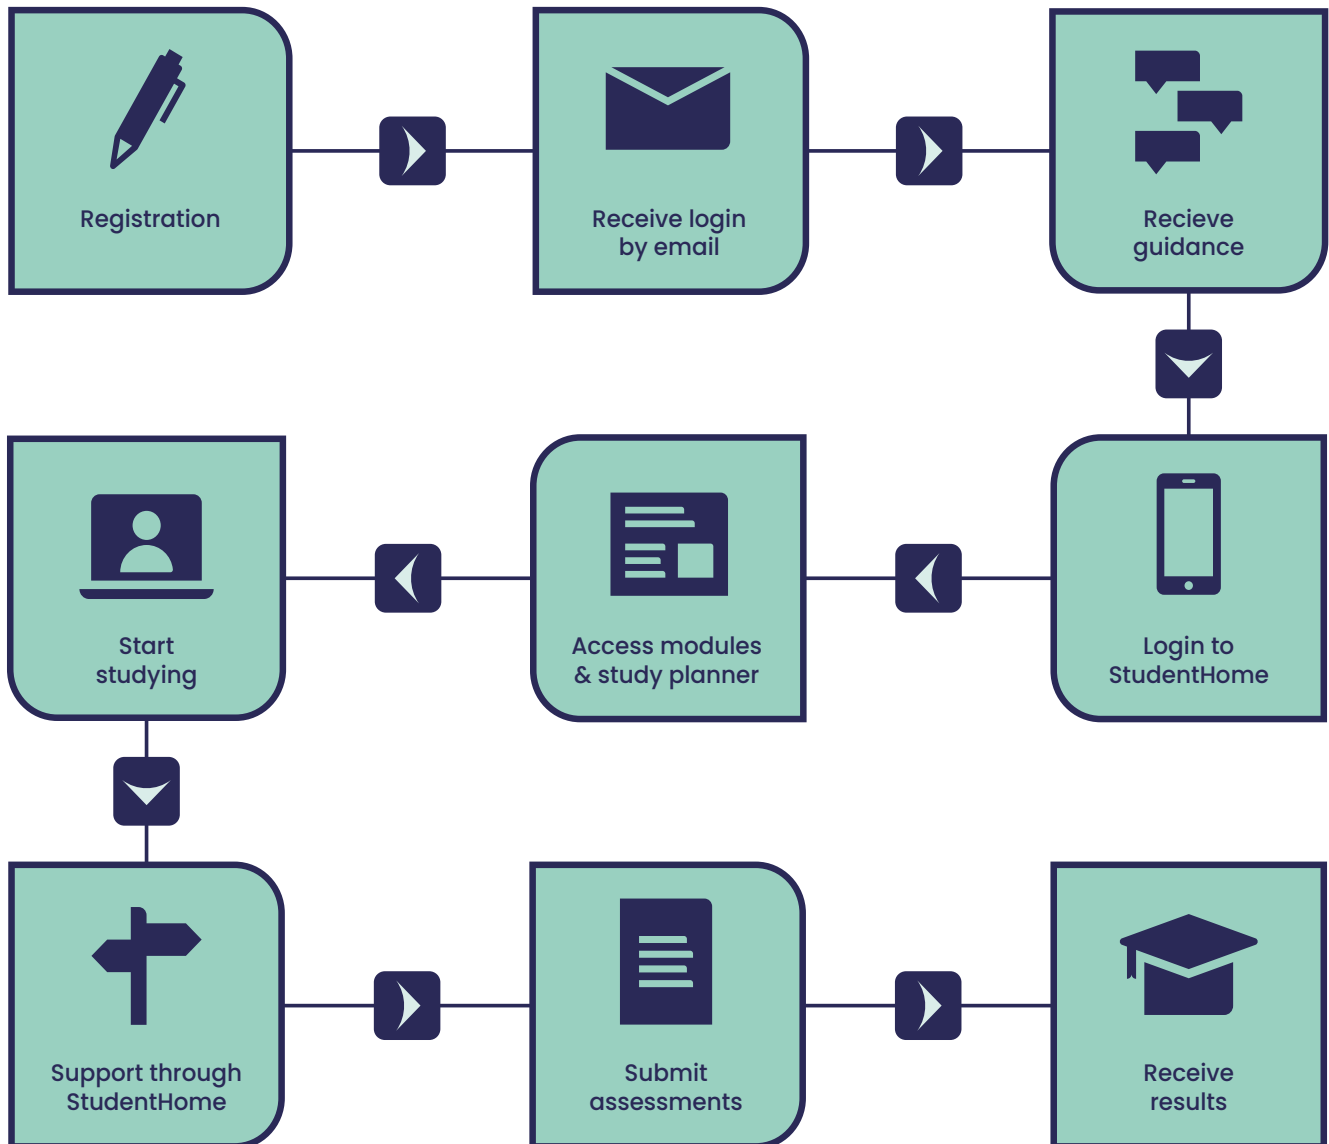 Registration
Receive login
by email
Recieve
guidance
Start
studying
Access modules
& study planner
Login to
StudentHome
Support through
StudentHome
Submit
assessments
Receive
results